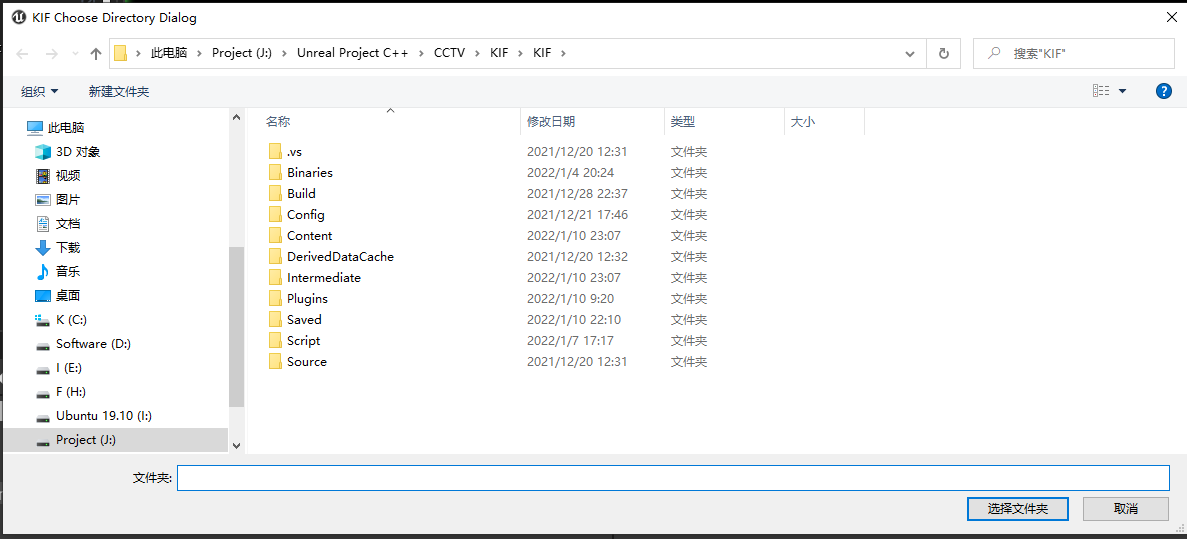 KIF Choose Directory Dialog
此电脑 > Project (J:) > Unreal Project C++ > CCTV > KIF > KIF >
搜索"KIF"
组织 新建文件夹
名称 修改日期 类型 大小
此电脑
3D 对象
视频
图片
文档
下载
音乐
桌面
K (C:)
Software (D:)
I (E:)
F (H:)
Ubuntu 19.10 (I:)
Project (J:)
.vs 2021/12/20 12:31 文件夹
Binaries 2022/1/4 20:24 文件夹
Build 2021/12/28 22:37 文件夹
Config 2021/12/21 17:46 文件夹
Content 2022/1/10 23:07 文件夹
DerivedDataCache 2021/12/20 12:32 文件夹
Intermediate 2022/1/10 23:07 文件夹
Plugins 2022/1/10 9:20 文件夹
Saved 2022/1/10 22:10 文件夹
Script 2022/1/7 17:17 文件夹
Source 2021/12/20 12:31 文件夹
文件夹:
选择文件夹 取消